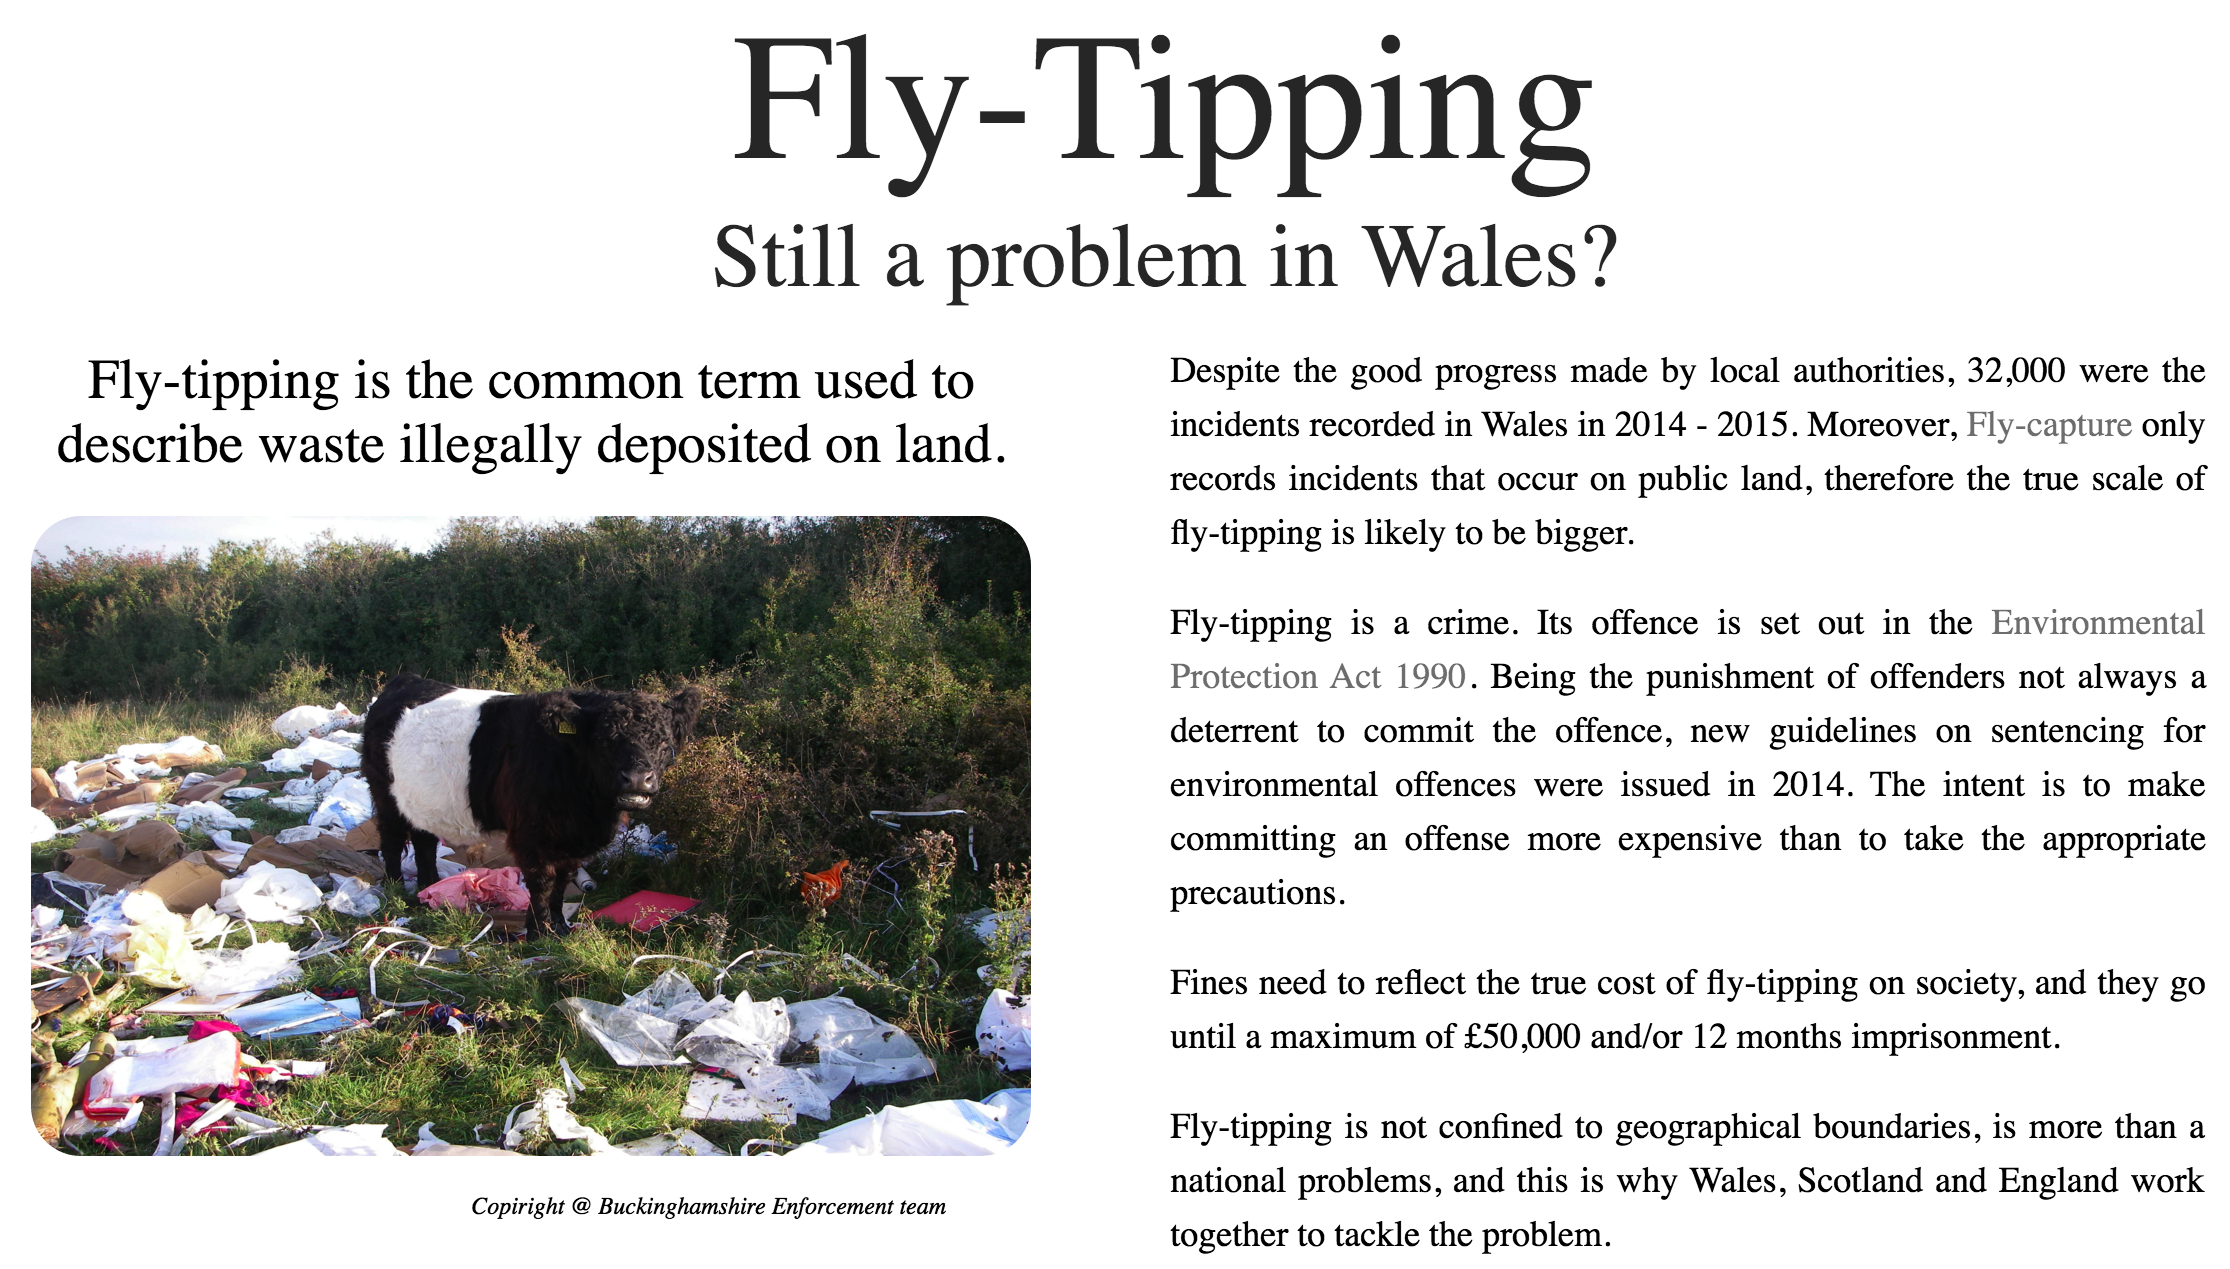 Fly-Tipping
Still a problem in Wales?
Fly-tipping is the common term used to
describe waste illegally deposited on land.
Copiright @ Buckinghamshire Enforcement team
Despite the good progress made by local authorities, 32,000 were the
incidents recorded in Wales in 2014 - 2015. Moreover, Fly-capture only
records incidents that occur on public land, therefore the true scale of
fly-tipping is likely to be bigger.
Fly-tipping is a crime. Its offence is set out in the Environmental
Protection Act 1990. Being the punishment of offenders not always a
deterrent to commit the offence, new guidelines on sentencing for
environmental offences were issued in 2014. The intent is to make
committing an offense more expensive than to take the appropriate
precautions.
Fines need to reflect the true cost of fly-tipping on society, and they go
until a maximum of £50,000 and/or 12 months imprisonment.
Fly-tipping is not confined to geographical boundaries, is more than a
national problems, and this is why Wales, Scotland and England work
together to tackle the problem.